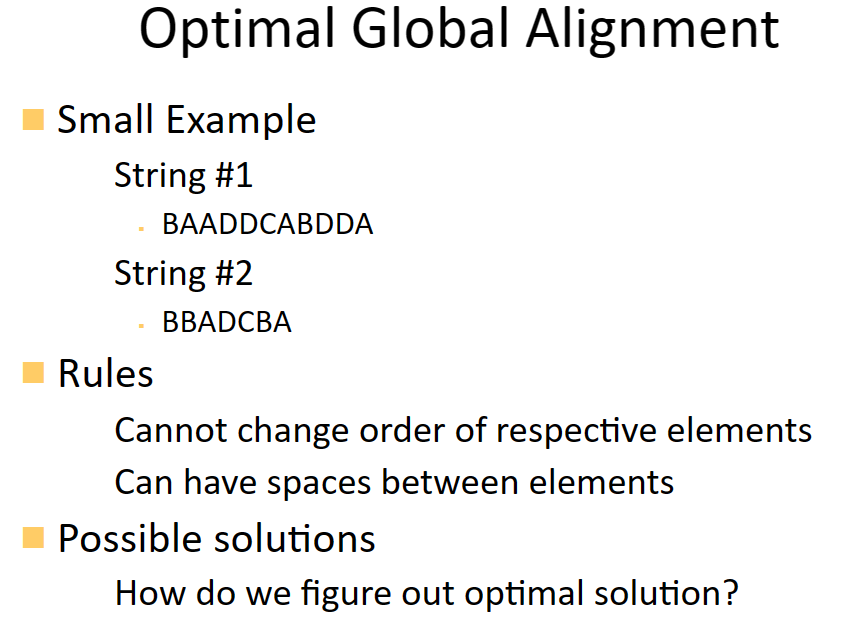 Optimal Global Alignment
Small Example
String #1
BAADDCABDDA
String #2
BBADCBA
Rules
Cannot change order of respective elements
Can have spaces between elements
Possible solutions
How do we figure out optimal solution?